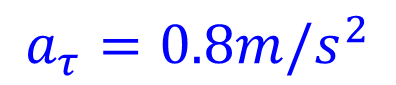 a_τ = 0.8m/s²